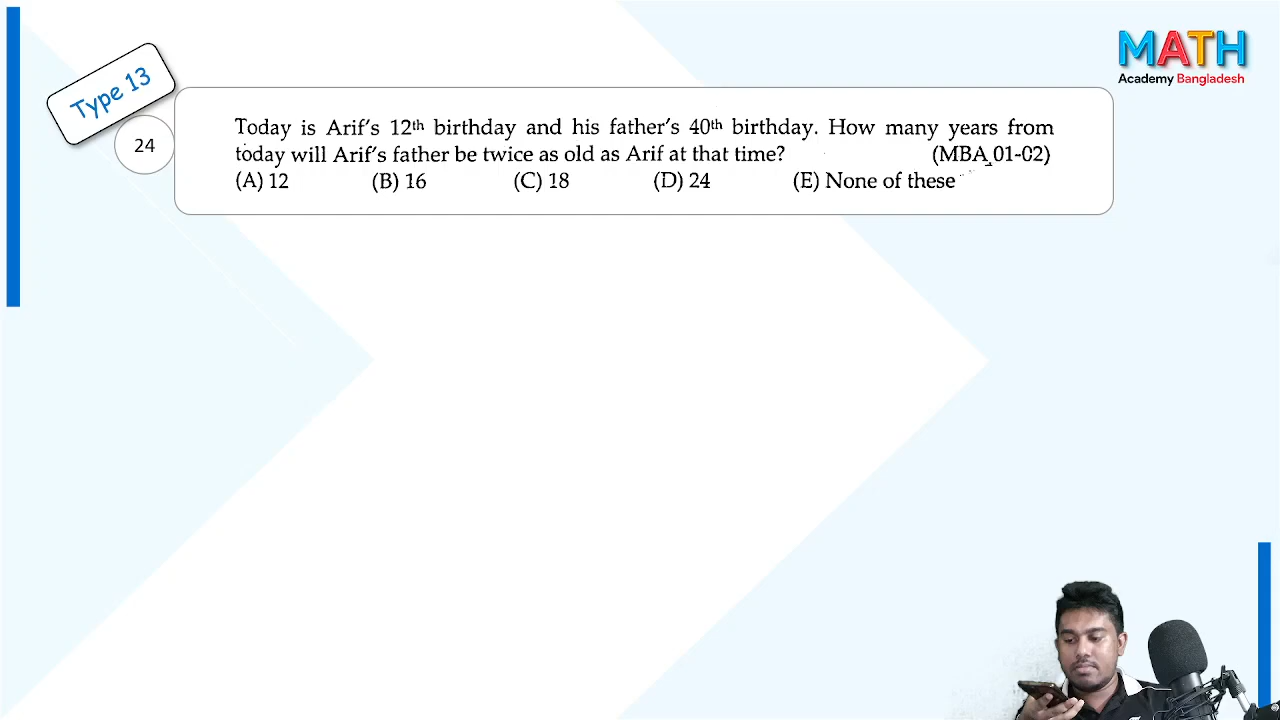 MATH
Academy Bangladesh
Type 13
24
Today is Arif's 12th birthday and his father's 40th birthday. How many years from
today will Arif's father be twice as old as Arif at that time? (MBA 01-02)
(A) 12 (B) 16 (C) 18 (D) 24 (E) None of these